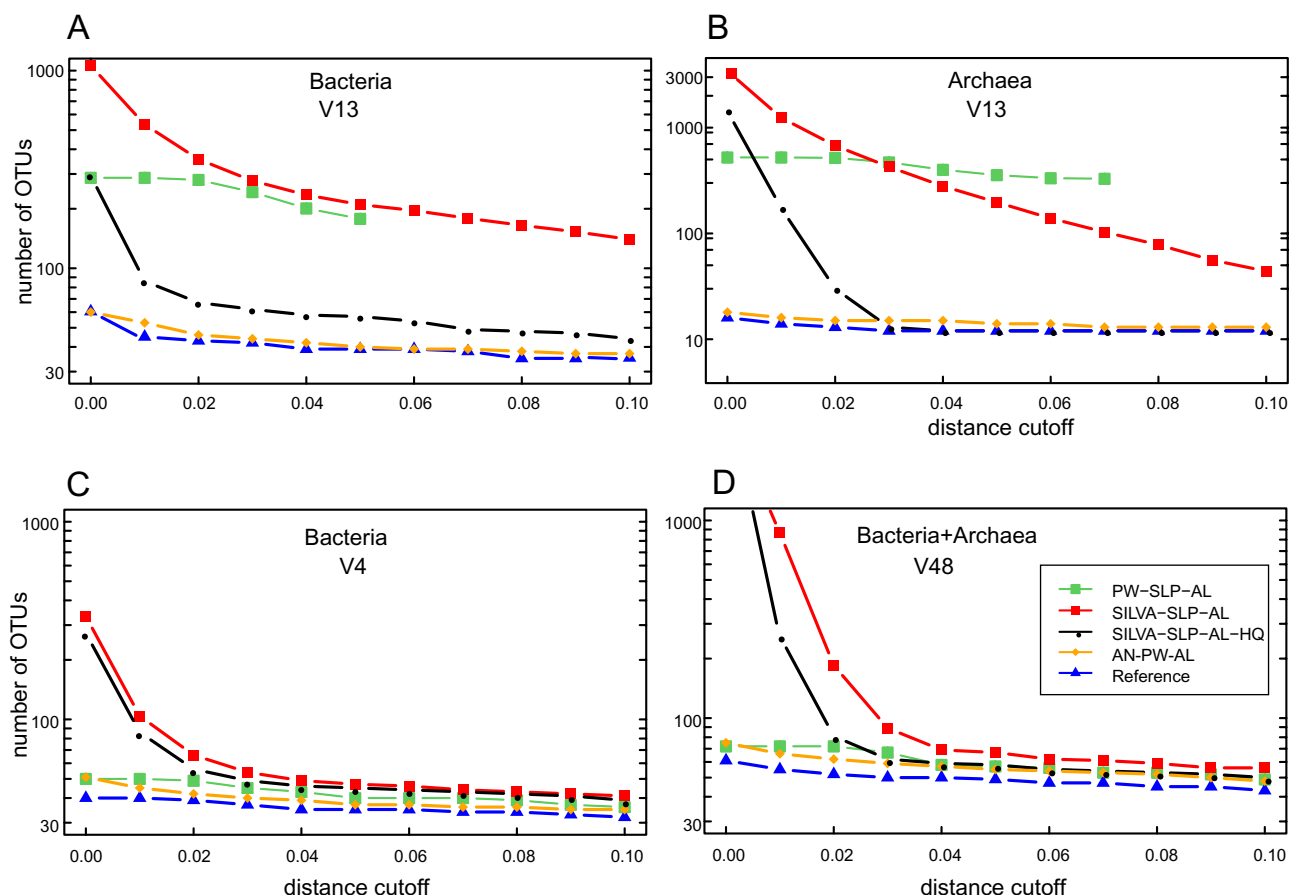 A
Bacteria
V13
number of OTUs
1000
100
30
0.00 0.02 0.04 0.06 0.08 0.10
B
Archaea
V13
3000
1000
100
10
0.00 0.02 0.04 0.06 0.08 0.10
distance cutoff
C
Bacteria
V4
number of OTUs
1000
100
30
0.00 0.02 0.04 0.06 0.08 0.10
distance cutoff
D
Bacteria+Archaea
V48
1000
100
30
PW−SLP−AL
SILVA−SLP−AL
SILVA−SLP−AL−HQ
AN-PW-AL
Reference
0.00 0.02 0.04 0.06 0.08 0.10
distance cutoff